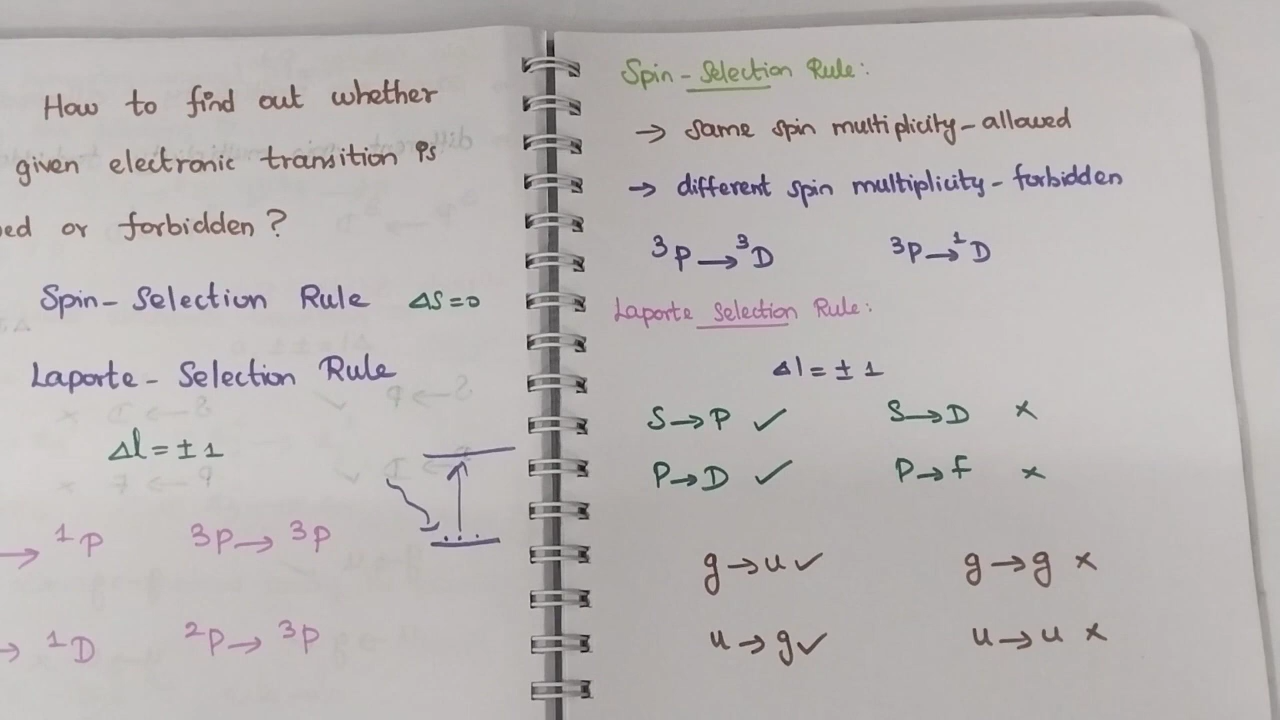 How to find out whether
given electronic transition is
ed or forbidden?
Spin-Selection Rule ΔS=0
Laporte-Selection Rule
Δl=±1
→ ¹P ³P→ ³P
→ ¹D ²P→ ³P
Spin-Selection Rule:
→ same spin multiplicity-allowed
→ different spin multiplicity-forbidden
³P→³D ³P→¹D
Laporte Selection Rule:
Δl=±1
S→P ✓ S→D ×
P→D ✓ P→f ×
g→u✓ g→g ×
u→g✓ u→u ×